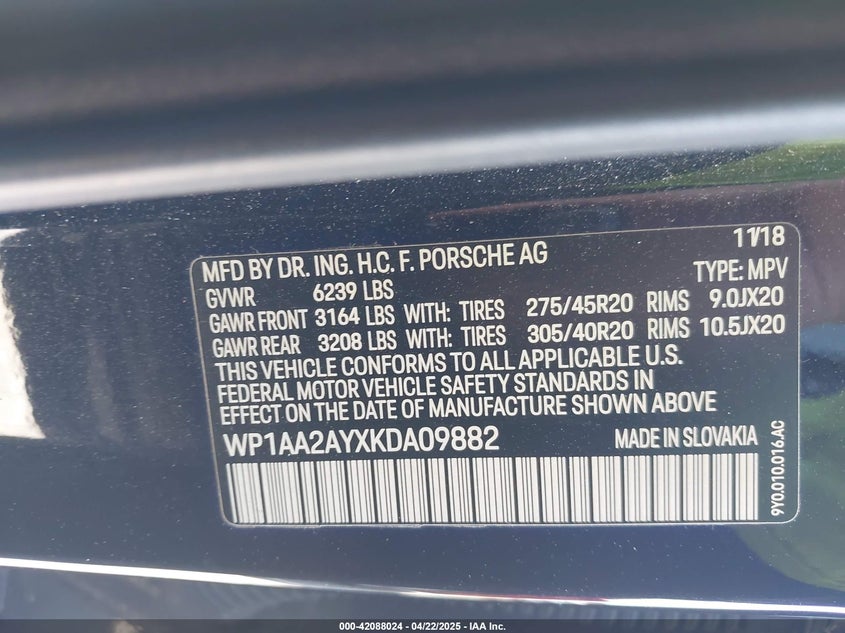 MFD BY DR. ING. H.C. F. PORSCHE AG 11/18
GVWR 6239 LBS TYPE: MPV
GAWR FRONT 3164 LBS WITH: TIRES 275/45R20 RIMS 9.0JX20
GAWR REAR 3208 LBS WITH: TIRES 305/40R20 RIMS 10.5JX20
THIS VEHICLE CONFORMS TO ALL APPLICABLE U.S.
FEDERAL MOTOR VEHICLE SAFETY STANDARDS IN
EFFECT ON THE DATE OF MANUFACTURE SHOWN ABOVE
WP1AA2AYXKDA09882 MADE IN SLOVAKIA
9Y0.010.016.AC
000-42088024 - 04/22/2025 - IAA Inc.